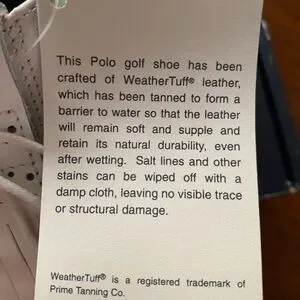 This Polo golf shoe has been
crafted of WeatherTuff® leather,
which has been tanned to form a
barrier to water so that the leather
will remain soft and supple and
retain its natural durability, even
after wetting. Salt lines and other
stains can be wiped off with a
damp cloth, leaving no visible trace
or structural damage.
WeatherTuff® is a registered trademark of
Prime Tanning Co.